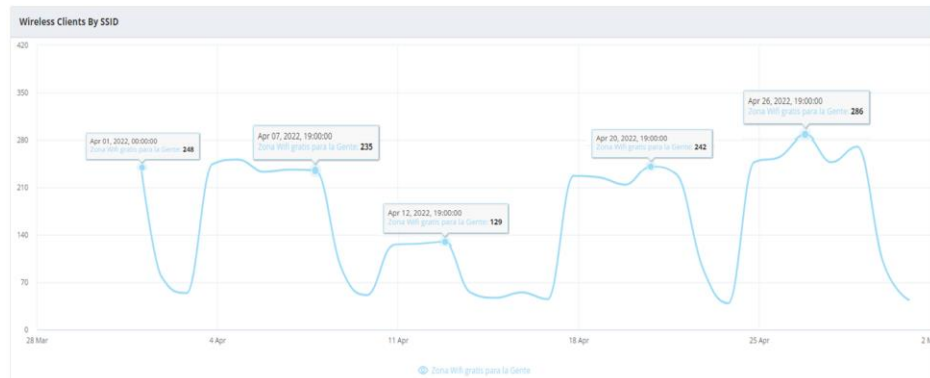 Wireless Clients By SSID
420
350
280
210
140
70
0
Apr 01, 2022, 00:00:00
Zona Wifi gratis para la Gente: 248
Apr 07, 2022, 19:00:00
Zona Wifi gratis para la Gente: 235
Apr 12, 2022, 19:00:00
Zona Wifi gratis para la Gente: 129
Apr 20, 2022, 19:00:00
Zona Wifi gratis para la Gente: 242
Apr 26, 2022, 19:00:00
Zona Wifi gratis para la Gente: 286
28 Mar
4 Apr
11 Apr
18 Apr
25 Apr
Zona Wifi gratis para la Gente